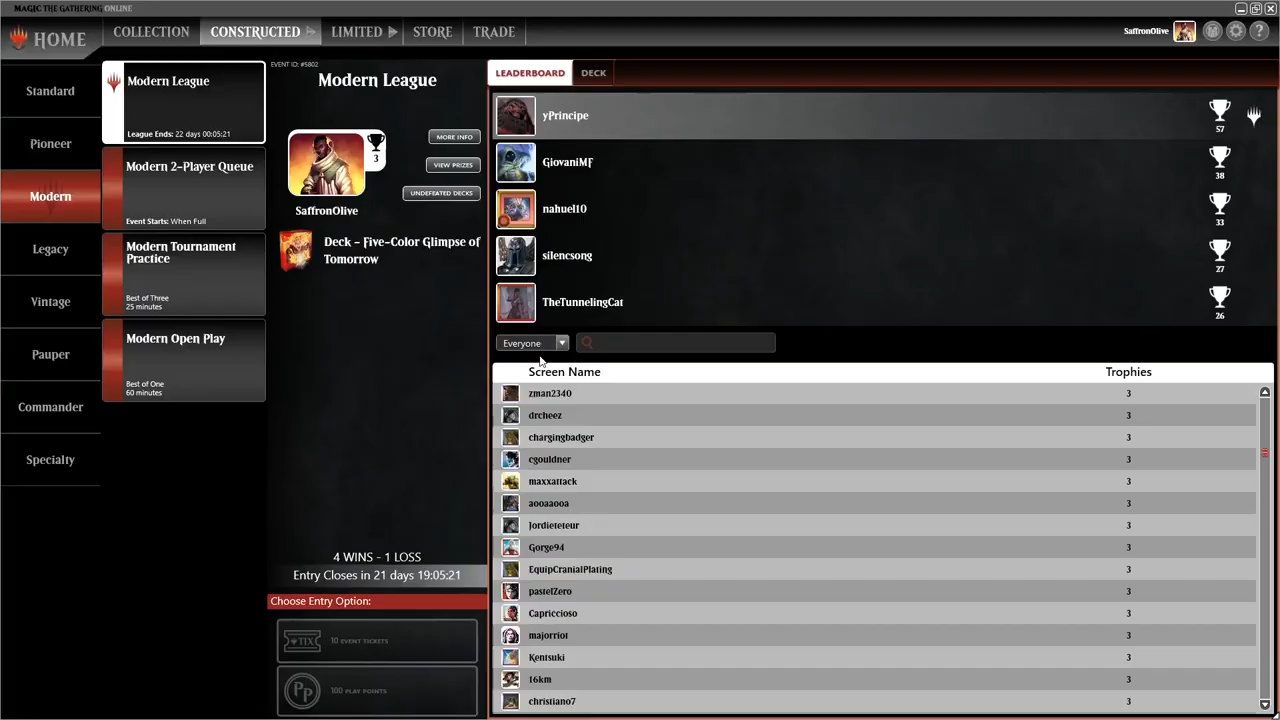 MAGIC: THE GATHERING ONLINE
HOME
COLLECTION
CONSTRUCTED
LIMITED
STORE
TRADE
SaffronOlive
Standard
Pioneer
Modern
Legacy
Vintage
Pauper
Commander
Specialty
Modern League
League Ends: 22 days 00:05:21
Modern 2-Player Queue
Event Starts: When Full
Modern Tournament
Practice
Best of Three
25 minutes
Modern Open Play
Best of One
60 minutes
EVENT ID: #5802
Modern League
3
MORE INFO
VIEW PRIZES
UNDEFEATED DECKS
SaffronOlive
Deck - Five-Color Glimpse of
Tomorrow
4 WINS - 1 LOSS
Entry Closes in 21 days 19:05:21
Choose Entry Option:
TIX
10 EVENT TICKETS
PP
100 PLAY POINTS
LEADERBOARD
DECK
yPrincipe
57
GiovaniMF
38
nahuel10
33
silencsong
27
TheTunnelingCat
26
Everyone
Screen Name Trophies
zman2340 3
drcheez 3
chargingbadger 3
cgouldner 3
maxxattack 3
aooaaooa 3
Jordieteteur 3
Gorge94 3
EquipCranialPlating 3
pastelZero 3
Capriccioso 3
majorriot 3
Kentsuki 3
16km 3
christiano7 3